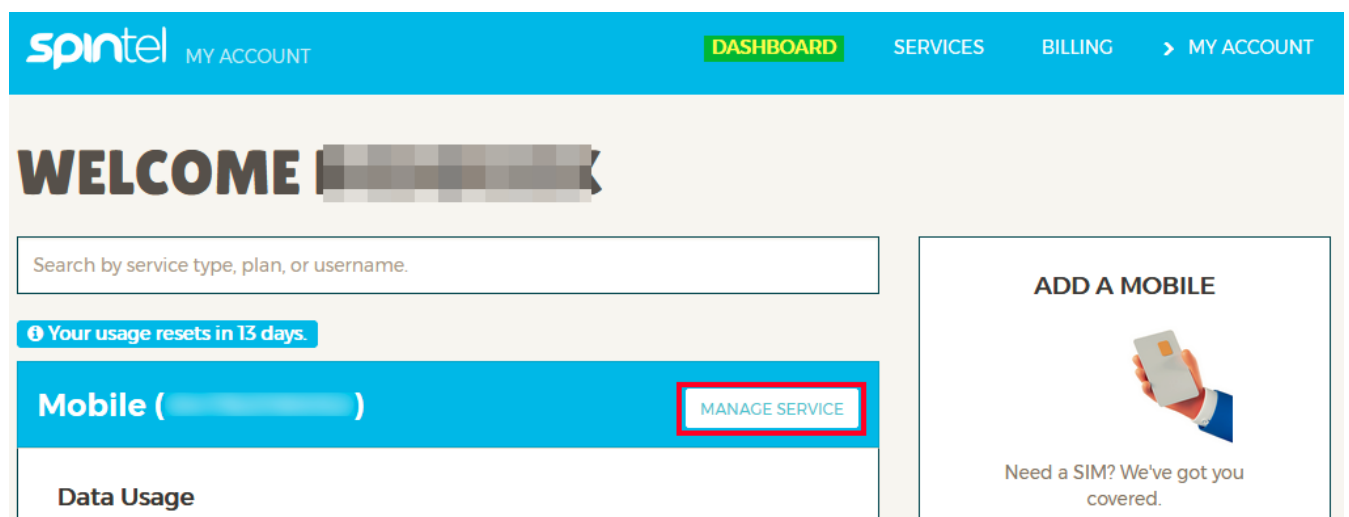 spintel MY ACCOUNT
DASHBOARD
SERVICES
BILLING
MY ACCOUNT
WELCOME
Search by service type, plan, or username.
Your usage resets in 13 days.
Mobile ( )
MANAGE SERVICE
Data Usage
ADD A MOBILE
Need a SIM? We've got you
covered.